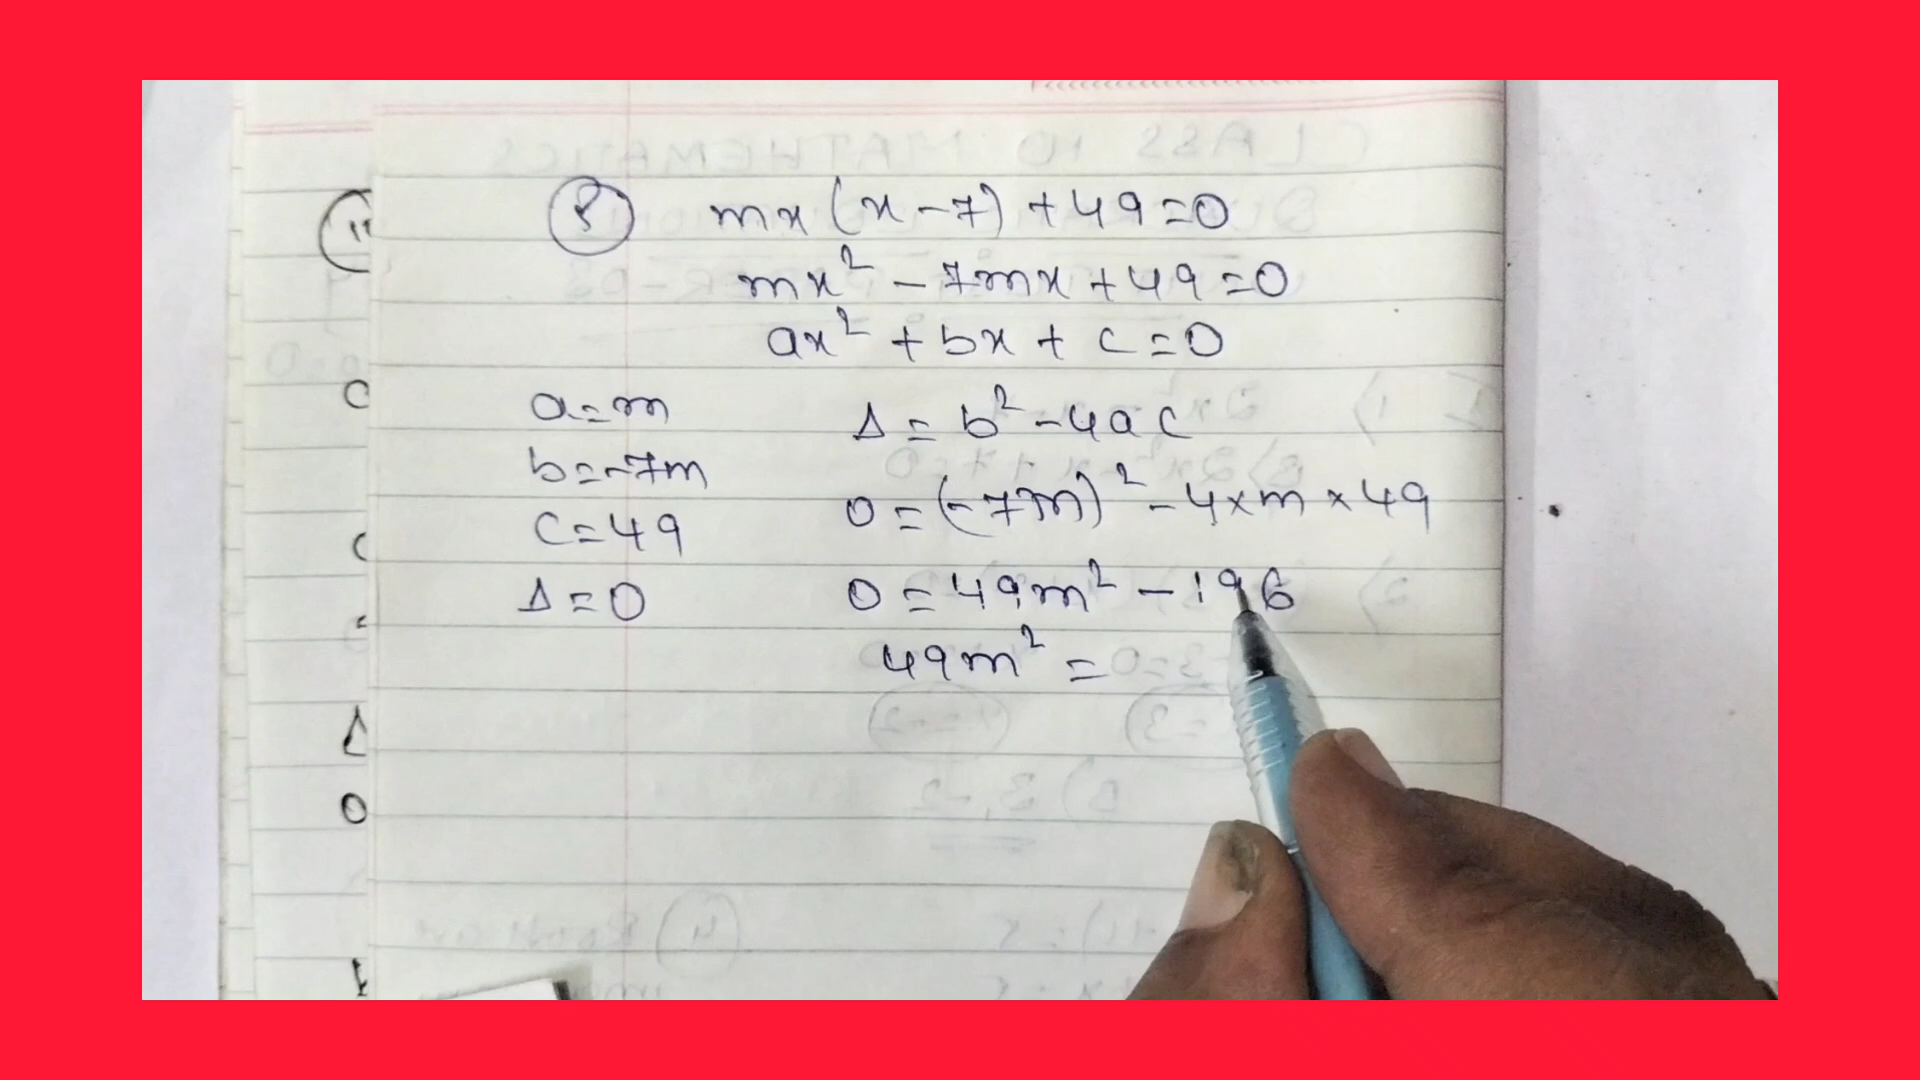 8 mx(x-7)+49=0
mx² - 7mx + 49 = 0
ax² + bx + c = 0
a=m
b=-7m
c=49
Δ=0
Δ = b² - 4ac
0 = (-7m)² - 4×m×49
0 = 49m² - 196
49m² =